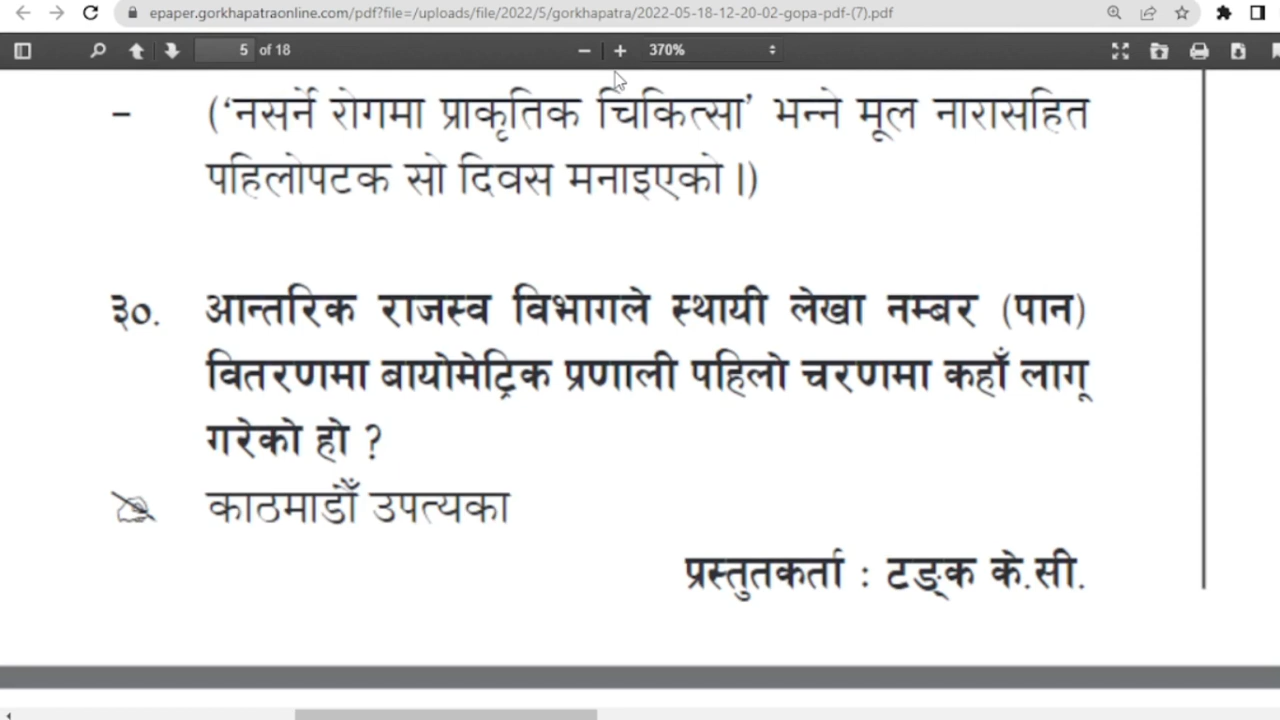 epaper.gorkhapatraonline.com/pdf?file=/uploads/file/2022/5/gorkhapatra/2022-05-18-12-20-02-gopa-pdf-(7).pdf
5 of 18
370%
– (‘नसर्ने रोगमा प्राकृतिक चिकित्सा’ भन्ने मूल नारासहित
पहिलोपटक सो दिवस मनाइएको ।)
३०. आन्तरिक राजस्व विभागले स्थायी लेखा नम्बर (पान)
वितरणमा बायोमेट्रिक प्रणाली पहिलो चरणमा कहाँ लागू
गरेको हो ?
काठमाडौँ उपत्यका
प्रस्तुतकर्ता : टङ्क के.सी.